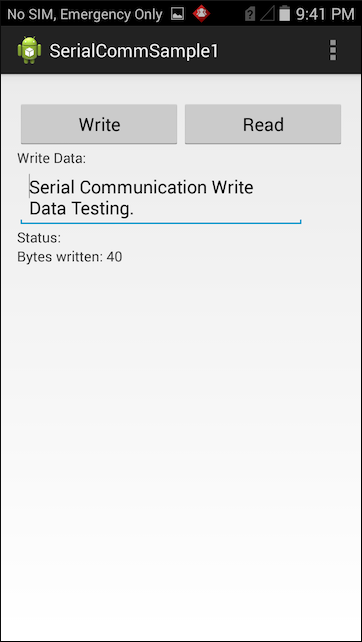 No SIM, Emergency Only 9:41 PM
SerialCommSample1
Write Read
Write Data:
Serial Communication Write
Data Testing.
Status:
Bytes written: 40